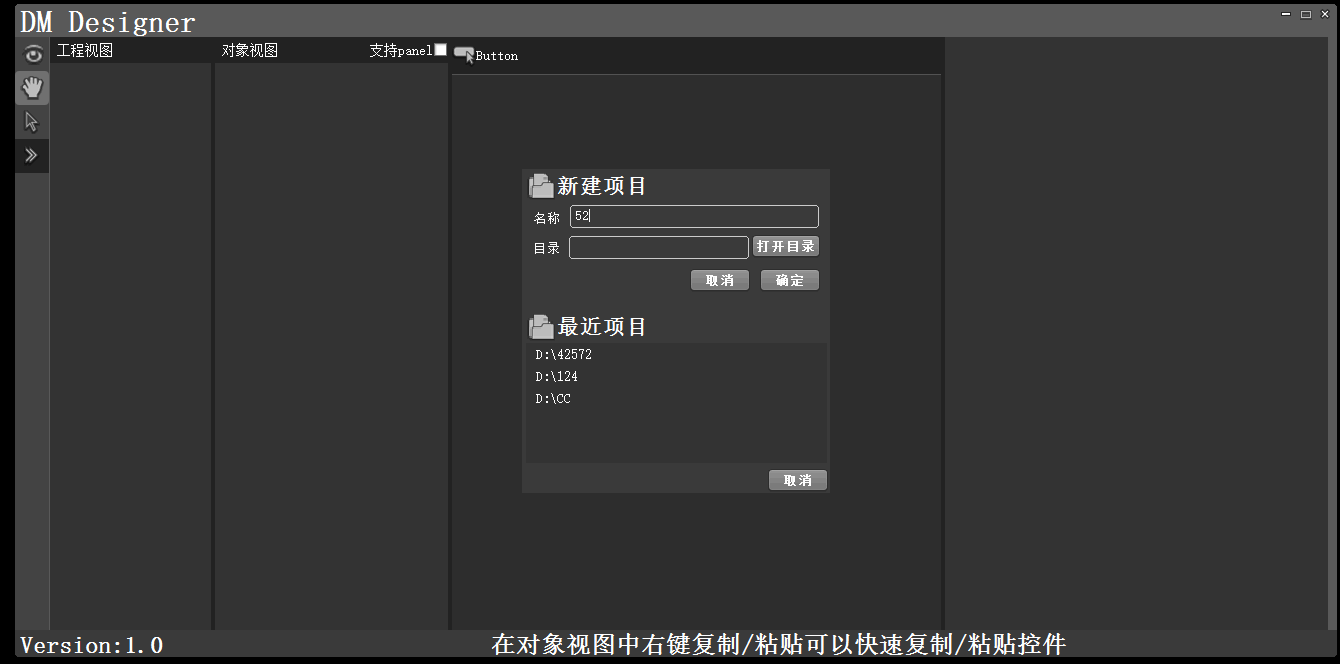 DM Designer
工程视图
对象视图
支持panel
Button
新建项目
名称 52
目录 打开目录
取消 确定
最近项目
D:\42572
D:\124
D:\CC
取消
Version:1.0
在对象视图中右键复制/粘贴可以快速复制/粘贴控件